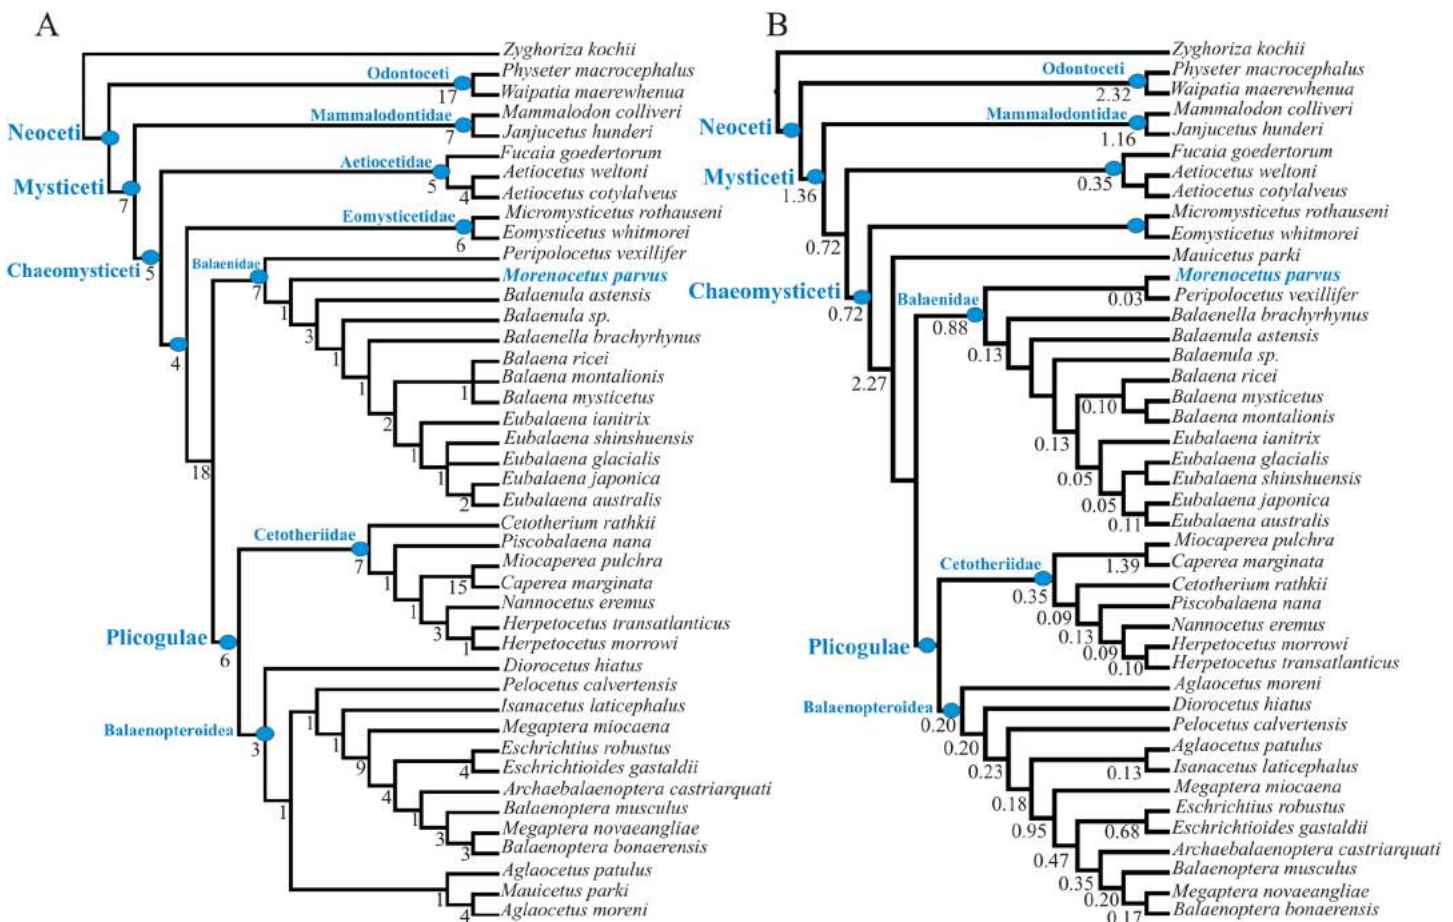 A
Zyghoriza kochii
Odontoceti
Physeter macrocephalus
17
Waipatia maerewhenua
Mammalodontidae
Mammalodon colliveri
Neoceti
7
Janjucetus hunderi
Aetiocetidae
Fucaia goedertorum
Mysticeti
5
Aetiocetus weltoni
7
4
Aetiocetus cotylalveus
Eomysticetidae
Micromysticetus rothauseni
6
Eomysticetus whitmorei
Chaeomysticeti
5
Balaenidae
Peripolocetus vexillifer
7
Morenocetus parvus
1
Balaenula astensis
3
Balaenula sp.
4
1
Balaenella brachyrhynus
1
Balaena ricei
Balaena montalionis
1
Balaena mysticetus
2
Eubalaena ianitrix
1
Eubalaena shinshuensis
18
1
Eubalaena glacialis
Eubalaena japonica
2
Eubalaena australis
Cetotheriidae
Cetotherium rathkii
7
Piscobalaena nana
1
Miocaperea pulchra
15
Caperea marginata
1
Nannocetus eremus
Plicogulae
3
Herpetocetus transatlanticus
6
1
Herpetocetus morrowi
Diorocetus hiatus
Pelocetus calvertensis
Balaenopteroidea
1
Isanacetus laticephalus
3
1
Megaptera miocaena
9
Eschrichtius robustus
4
Eschrichtioides gastaldii
4
Archaebalaenoptera castriarquati
1
1
Balaenoptera musculus
3
Megaptera novaeangliae
3
Balaenoptera bonaerensis
Aglaocetus patulus
1
Mauicetus parki
4
Aglaocetus moreni
B
Zyghoriza kochii
Odontoceti
Physeter macrocephalus
2.32
Waipatia maerewhenua
Mammalodontidae
Mammalodon colliveri
Neoceti
1.16
Janjucetus hunderi
Fucaia goedertorum
Mysticeti
0.35
Aetiocetus weltoni
1.36
Aetiocetus cotylalveus
Micromysticetus rothauseni
0.72
Eomysticetus whitmorei
Mauicetus parki
Morenocetus parvus
Chaeomysticeti
0.03
Peripolocetus vexillifer
0.72
Balaenidae
Balaenella brachyrhynus
0.88
Balaenula astensis
0.13
Balaenula sp.
2.27
Balaena ricei
0.10
Balaena mysticetus
Balaena montalionis
0.13
Eubalaena ianitrix
Eubalaena glacialis
0.05
Eubalaena shinshuensis
0.05
Eubalaena japonica
0.11
Eubalaena australis
Miocaperea pulchra
Cetotheriidae
1.39
Caperea marginata
0.35
Cetotherium rathkii
0.09
Piscobalaena nana
0.13
Nannocetus eremus
Plicogulae
0.09
Herpetocetus morrowi
0.10
Herpetocetus transatlanticus
Aglaocetus moreni
Balaenopteroidea
Diorocetus hiatus
0.20
Pelocetus calvertensis
0.20
Aglaocetus patulus
0.23
0.13
Isanacetus laticephalus
0.18
Megaptera miocaena
0.95
Eschrichtius robustus
0.68
Eschrichtioides gastaldii
0.47
Archaebalaenoptera castriarquati
0.35
Balaenoptera musculus
0.20
Megaptera novaeangliae
0.17
Balaenoptera bonaerensis